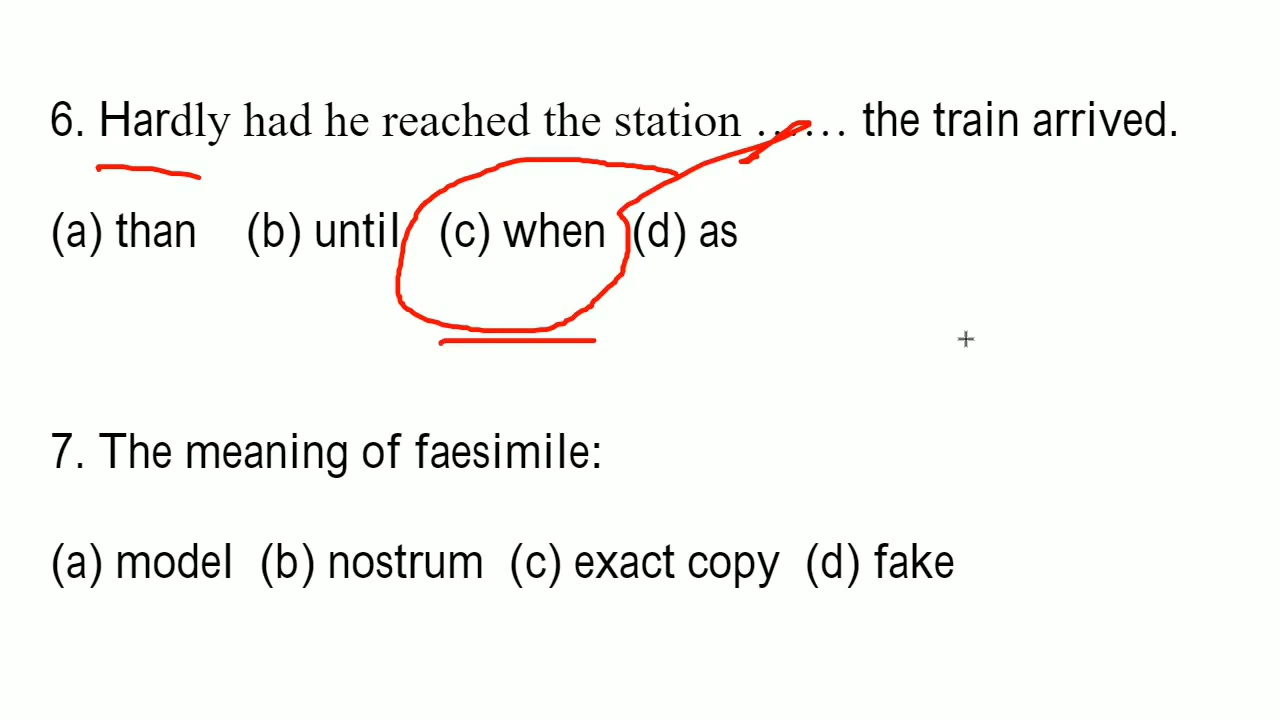 6. Hardly had he reached the station …… the train arrived.
(a) than (b) until (c) when (d) as
7. The meaning of faesimile:
(a) model (b) nostrum (c) exact copy (d) fake